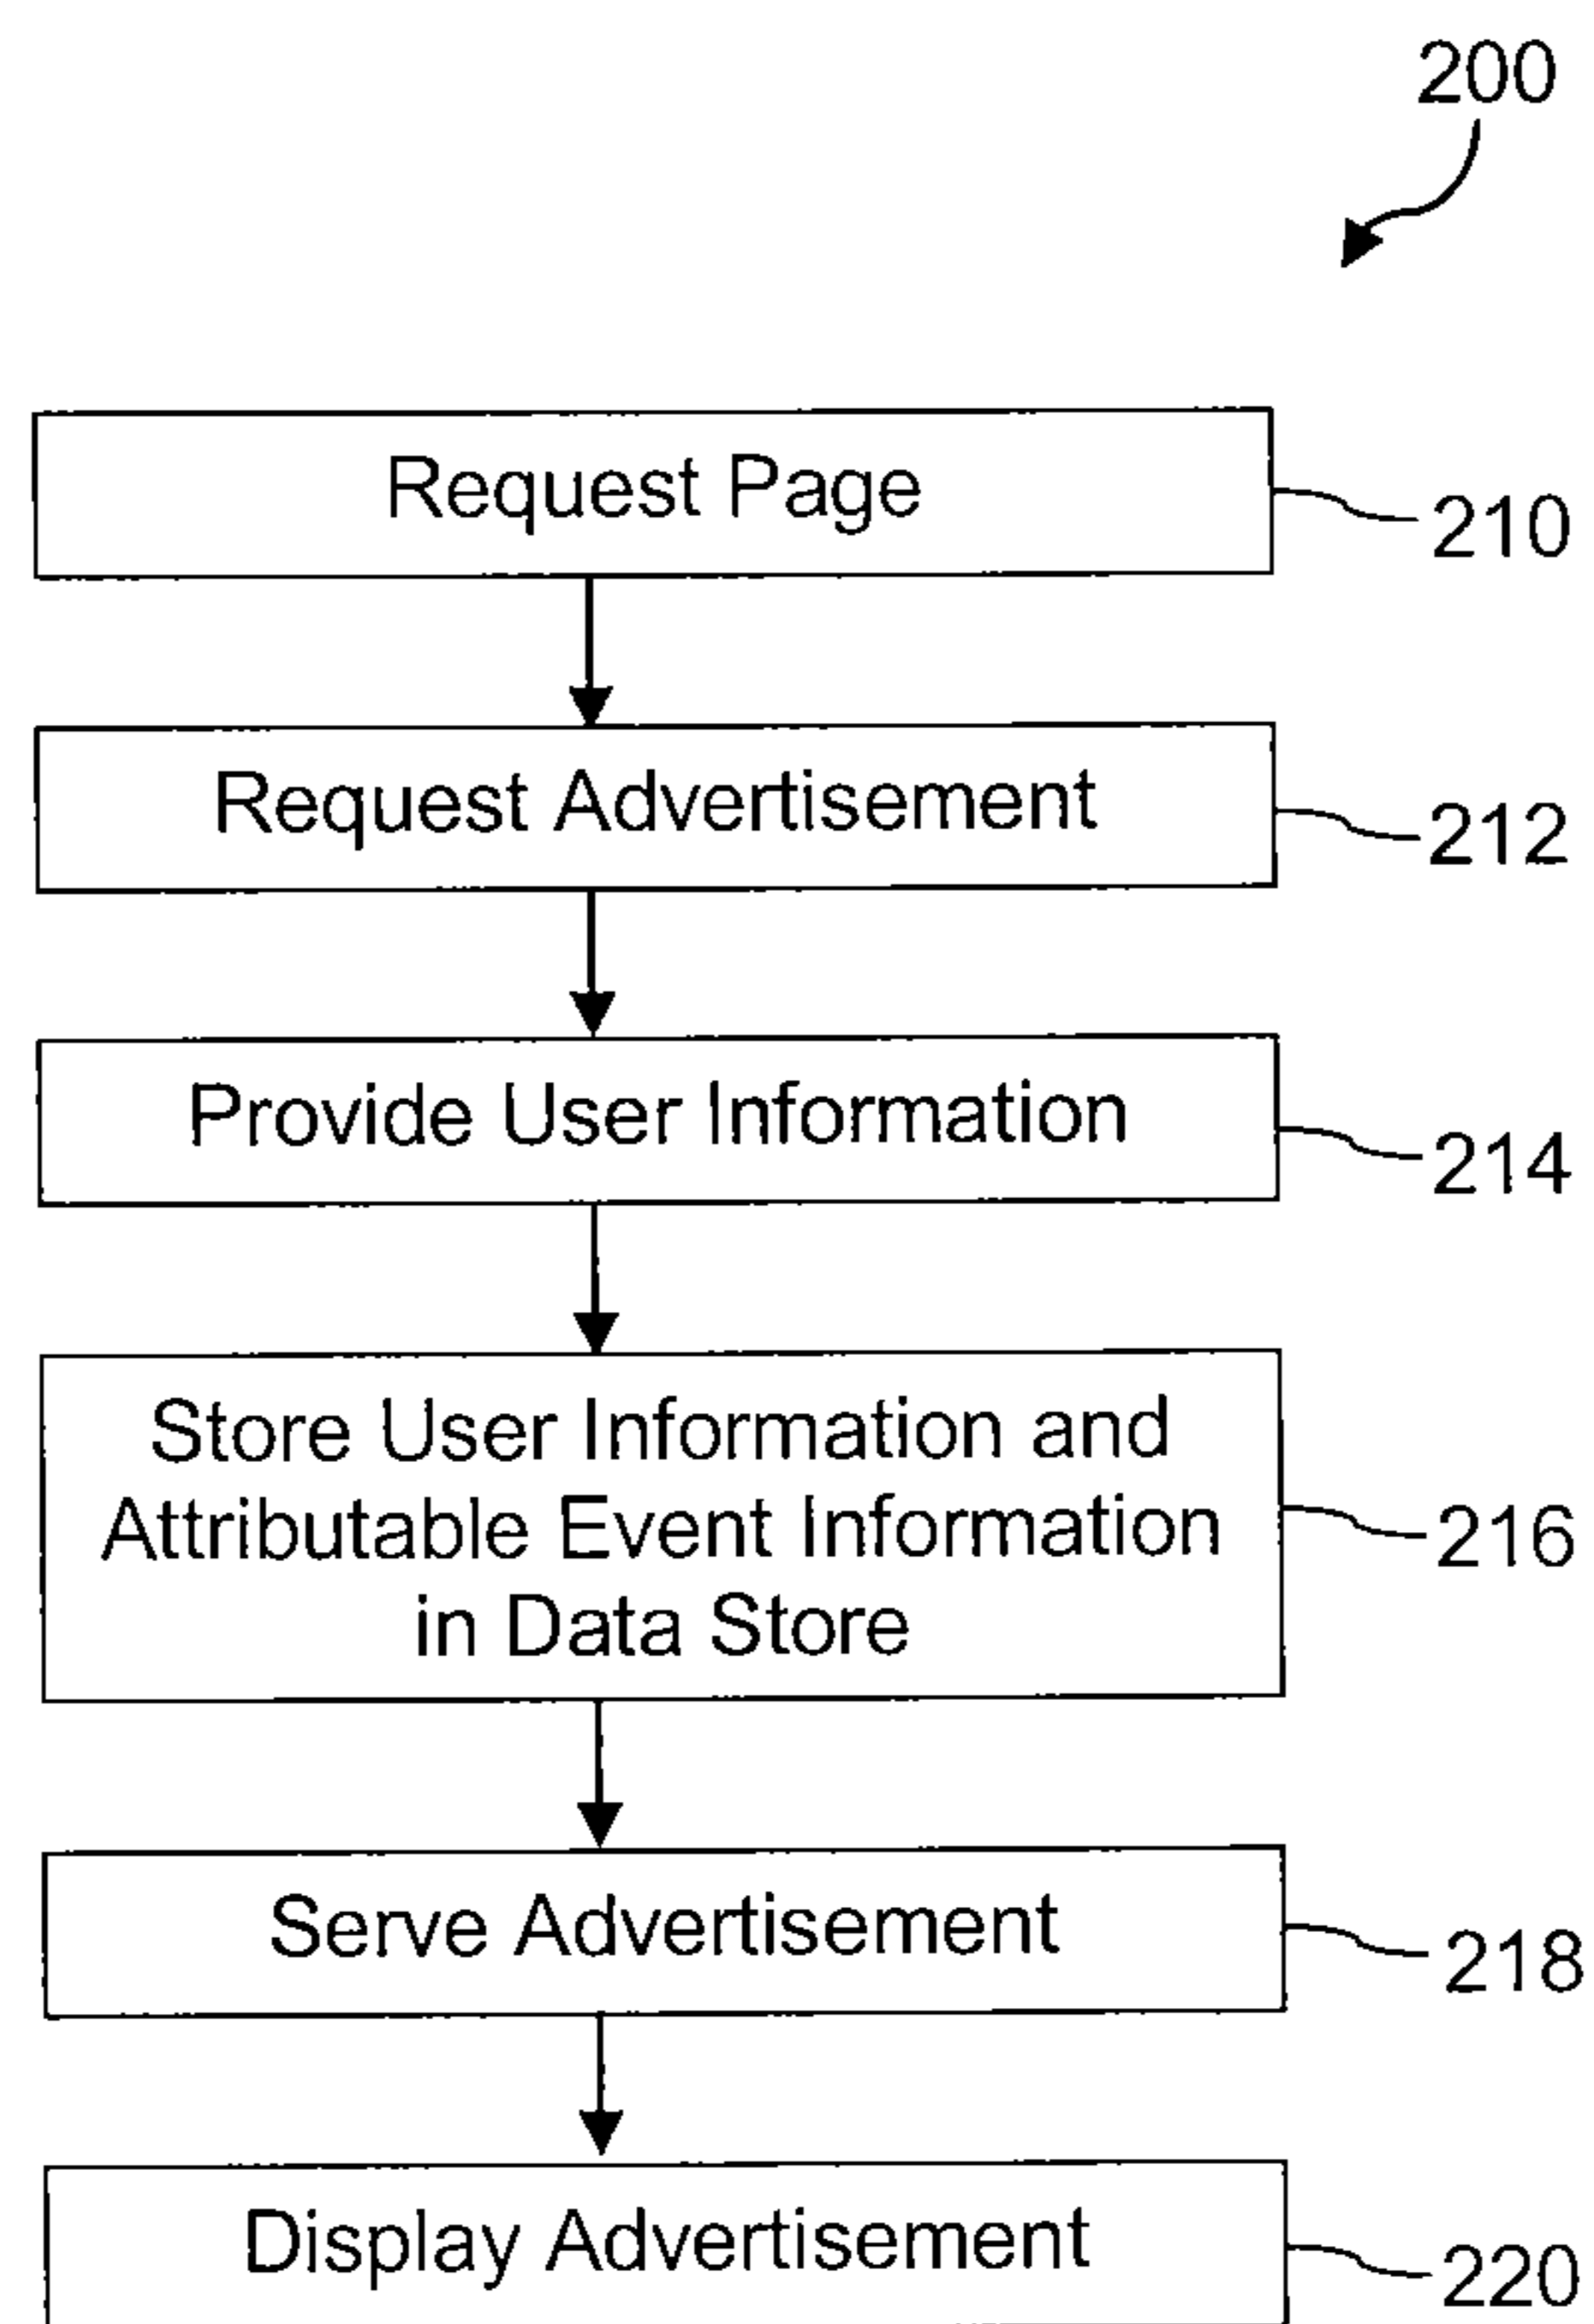 200
Request Page
210
Request Advertisement
212
Provide User Information
214
Store User Information and
Attributable Event Information
in Data Store
216
Serve Advertisement
218
Display Advertisement
220